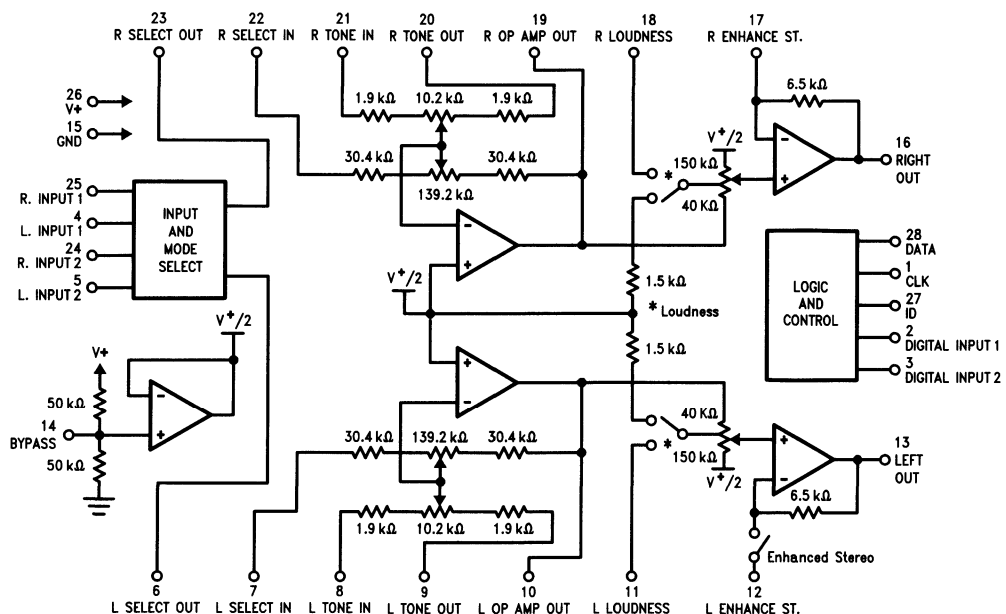 23
R SELECT OUT
22
R SELECT IN
21
R TONE IN
20
R TONE OUT
19
R OP AMP OUT
18
R LOUDNESS
17
R ENHANCE ST.
26
V+
15
GND
1.9 kΩ
10.2 kΩ
1.9 kΩ
6.5 kΩ
30.4 kΩ
30.4 kΩ
139.2 kΩ
V+/2
150 kΩ
40 KΩ
*
16
RIGHT
OUT
25
R. INPUT 1
4
L. INPUT 1
24
R. INPUT 2
5
L. INPUT 2
INPUT
AND
MODE
SELECT
−
+
−
+
V+/2
1.5 kΩ
* Loudness
1.5 kΩ
LOGIC
AND
CONTROL
28
DATA
1
CLK
27
ID
2
DIGITAL INPUT 1
3
DIGITAL INPUT 2
V+/2
V+
50 kΩ
14
BYPASS
50 kΩ
−
+
+
−
30.4 kΩ
139.2 kΩ
30.4 kΩ
1.9 kΩ
10.2 kΩ
1.9 kΩ
*
40 KΩ
150 kΩ
V+/2
+
−
13
LEFT
OUT
6.5 kΩ
Enhanced Stereo
6
L SELECT OUT
7
L SELECT IN
8
L TONE IN
9
L TONE OUT
10
L OP AMP OUT
11
L LOUDNESS
12
L ENHANCE ST.